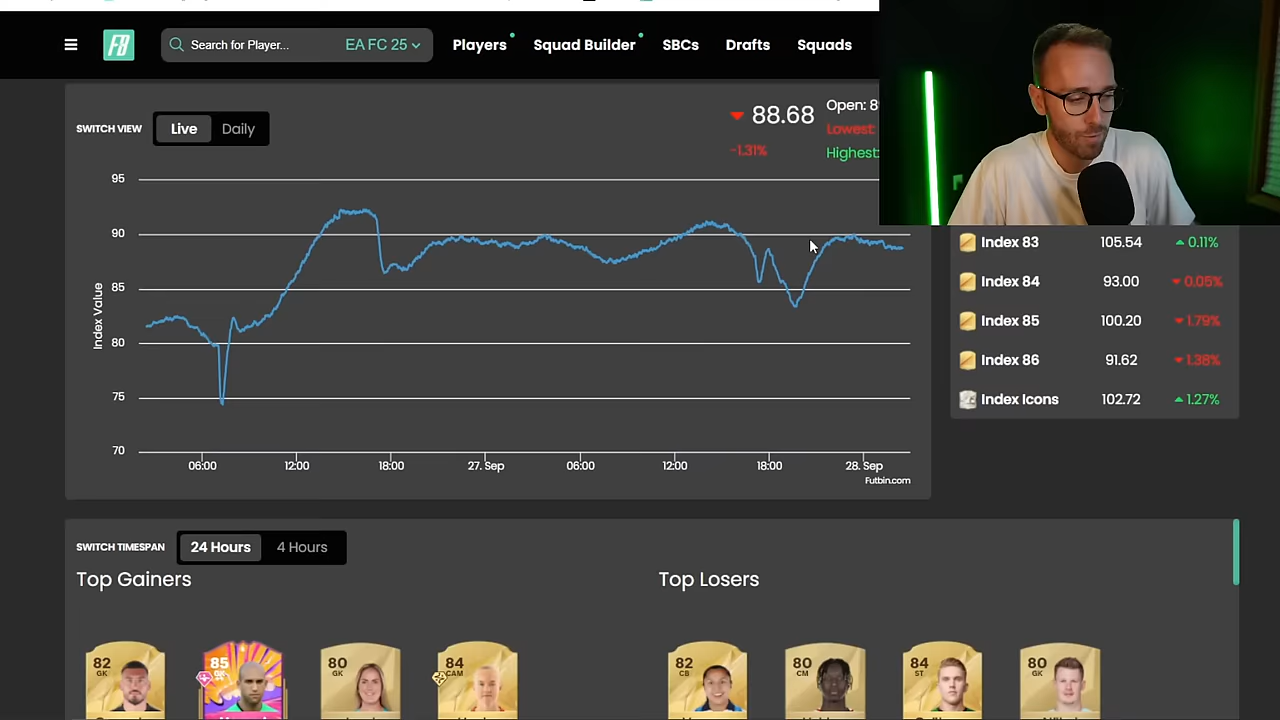 FB
Search for Player...
EA FC 25
Players
Squad Builder
SBCs
Drafts
Squads
SWITCH VIEW
Live
Daily
88.68
-1.31%
Open: 8
Lowest:
Highest:
95
90
85
80
75
70
Index Value
06:00
12:00
18:00
27. Sep
06:00
12:00
18:00
28. Sep
Futbin.com
Index 83 105.54 0.11%
Index 84 93.00 0.05%
Index 85 100.20 1.79%
Index 86 91.62 1.38%
Index Icons 102.72 1.27%
SWITCH TIMESPAN
24 Hours
4 Hours
Top Gainers
Top Losers
82
GK
85
GK
80
GK
84
CAM
82
CB
80
CM
84
ST
80
GK